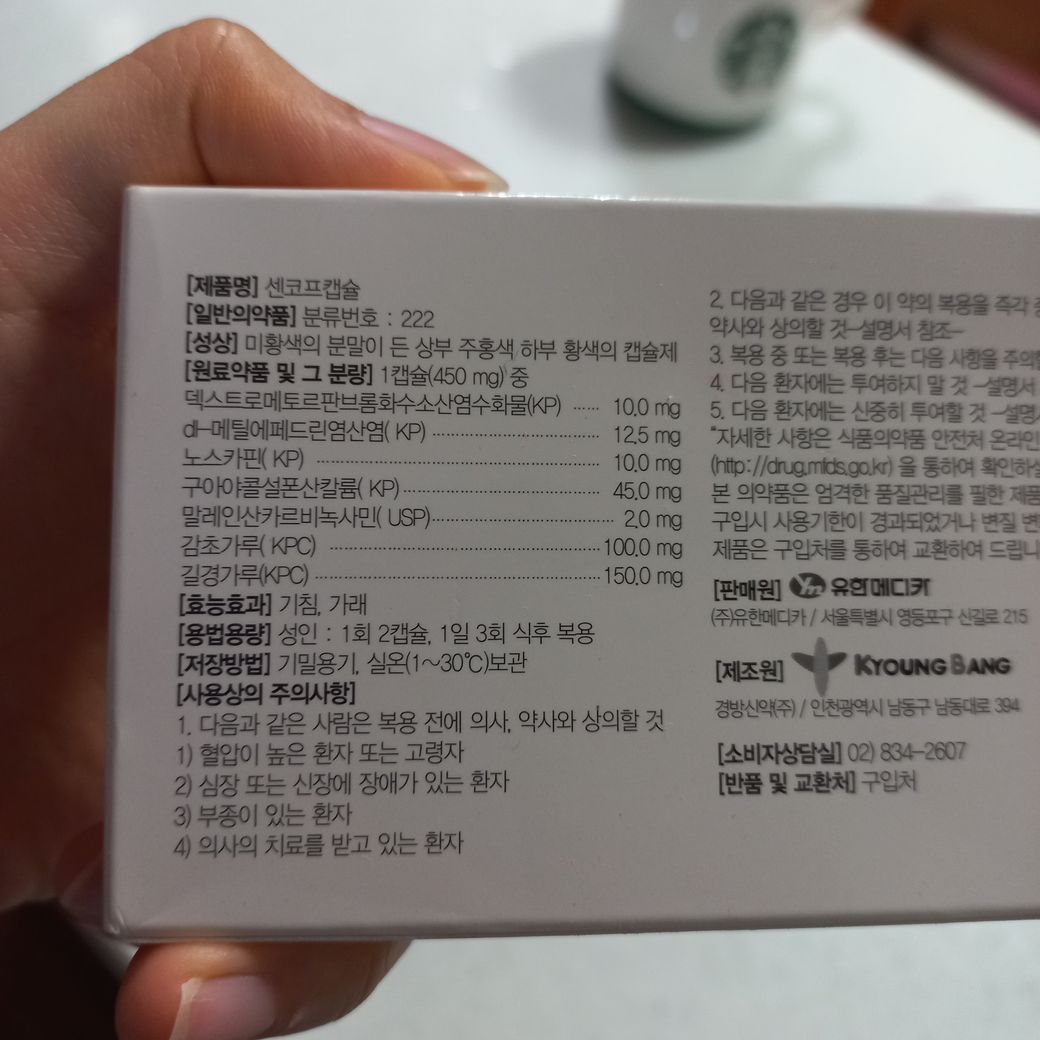 [제품명] 센코프캡슐
[일반의약품] 분류번호 : 222
[성상] 미황색의 분말이 든 상부 주홍색 하부 황색의 캡슐제
[원료약품 및 그 분량] 1캡슐(450 mg) 중
덱스트로메토르판브롬화수소산염수화물(KP) ...... 10.0 mg
dl-메틸에페드린염산염( KP) ...... 12.5 mg
노스카핀( KP) ...... 10.0 mg
구아야콜설폰산칼륨( KP) ...... 45.0 mg
말레인산카르비녹사민( USP) ...... 2.0 mg
감초가루( KPC) ...... 100.0 mg
길경가루(KPC) ...... 150.0 mg
[효능효과] 기침, 가래
[용법용량] 성인 : 1회 2캡슐, 1일 3회 식후 복용
[저장방법] 기밀용기, 실온(1~30℃)보관
[사용상의 주의사항]
1. 다음과 같은 사람은 복용 전에 의사, 약사와 상의할 것
1) 혈압이 높은 환자 또는 고령자
2) 심장 또는 신장에 장애가 있는 환자
3) 부종이 있는 환자
4) 의사의 치료를 받고 있는 환자
2. 다음과 같은 경우 이 약의 복용을 즉각
약사와 상의할 것-설명서 참조-
3. 복용 중 또는 복용 후는 다음 사항을 주의
4. 다음 환자에는 투여하지 말 것 -설명서
5. 다음 환자에는 신중히 투여할 것 -설명
"자세한 사항은 식품의약품 안전처 온라인
(http://drug.mfds.go.kr) 을 통하여 확인하
본 의약품은 엄격한 품질관리를 필한 제품
구입시 사용기한이 경과되었거나 변질 변
제품은 구입처를 통하여 교환하여 드립니
[판매원] Ym 유한메디카
(주)유한메디카 / 서울특별시 영등포구 신길로 215
[제조원] KYOUNG BANG
경방신약(주) / 인천광역시 남동구 남동대로 394
[소비자상담실] 02) 834-2607
[반품 및 교환처] 구입처